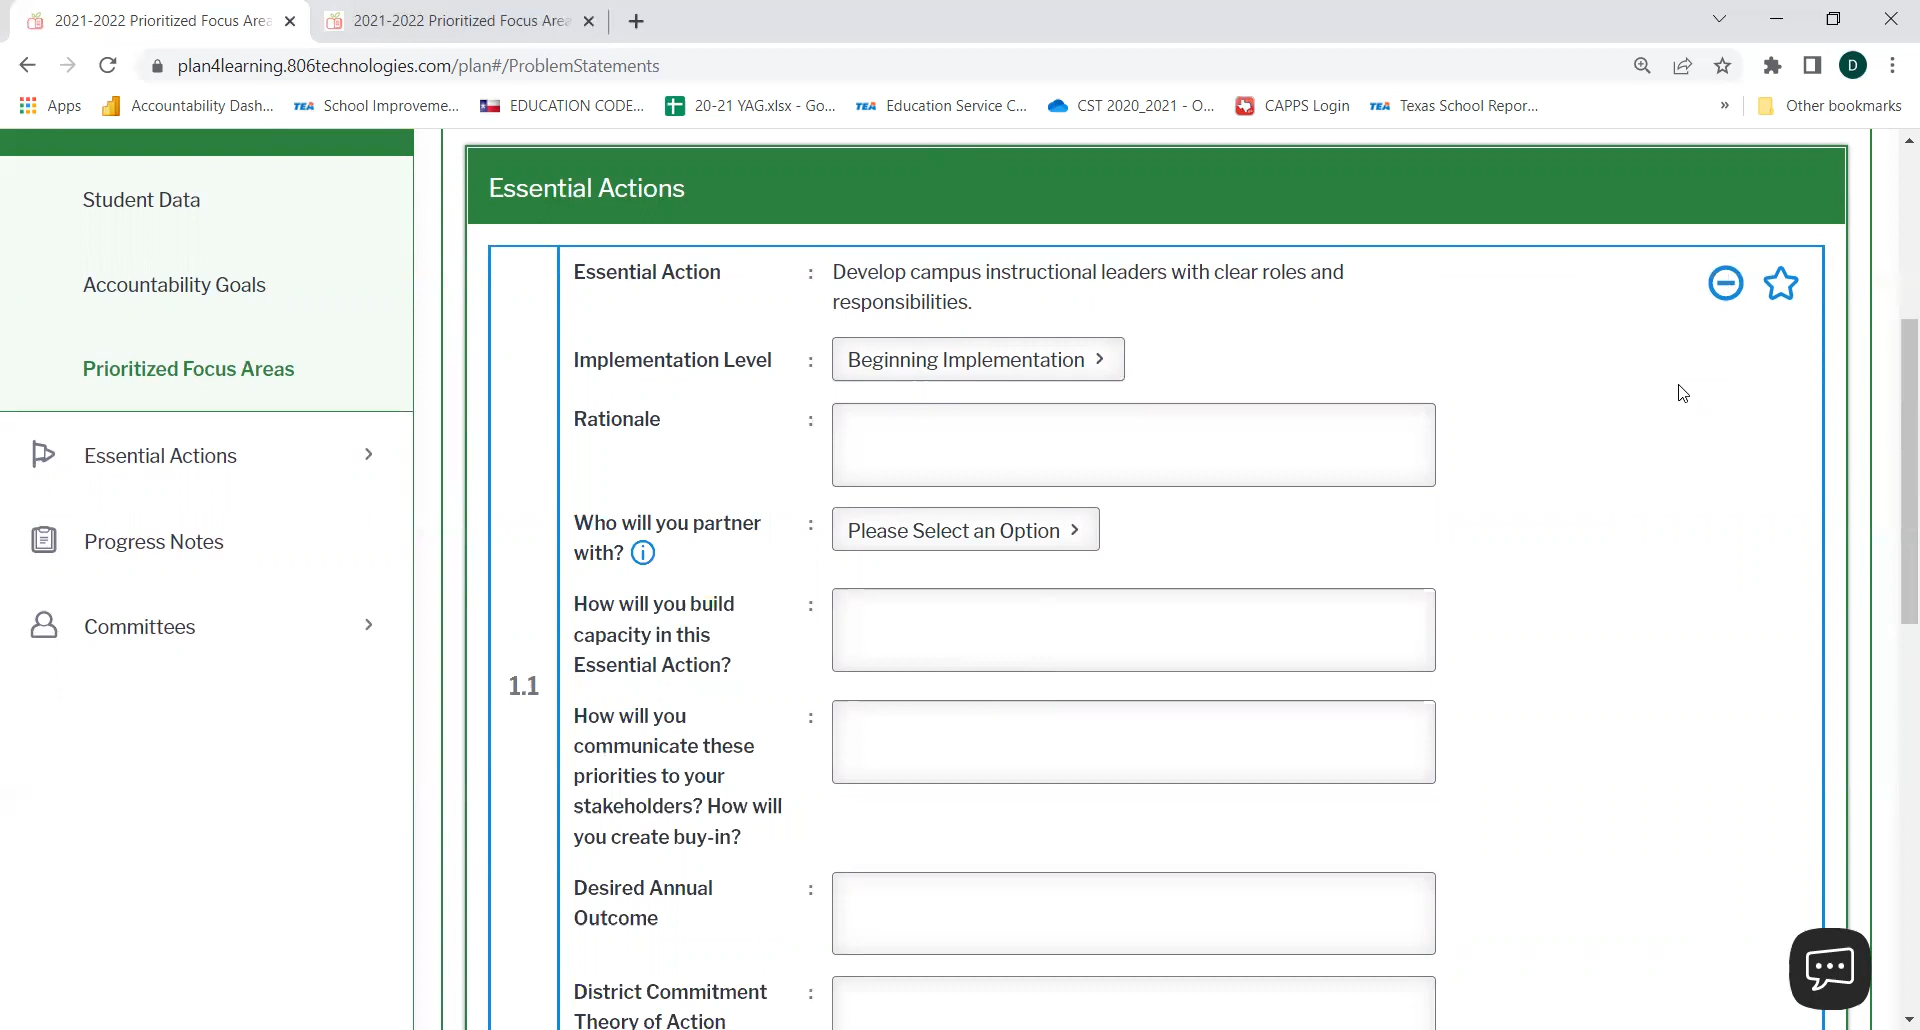 2021-2022 Prioritized Focus Area
2021-2022 Prioritized Focus Area
plan4learning.806technologies.com/plan#/ProblemStatements
D
Apps
Accountability Dash...
TEA School Improveme...
EDUCATION CODE...
20-21 YAG.xlsx - Go...
TEA Education Service C...
CST 2020_2021 - O...
CAPPS Login
TEA Texas School Repor...
»
Other bookmarks
Student Data
Accountability Goals
Prioritized Focus Areas
Essential Actions
Progress Notes
Committees
Essential Actions
1.1
Essential Action : Develop campus instructional leaders with clear roles and
responsibilities.
Implementation Level : Beginning Implementation
Rationale :
Who will you partner : Please Select an Option
with?
How will you build :
capacity in this
Essential Action?
How will you :
communicate these
priorities to your
stakeholders? How will
you create buy-in?
Desired Annual :
Outcome
District Commitment :
Theory of Action